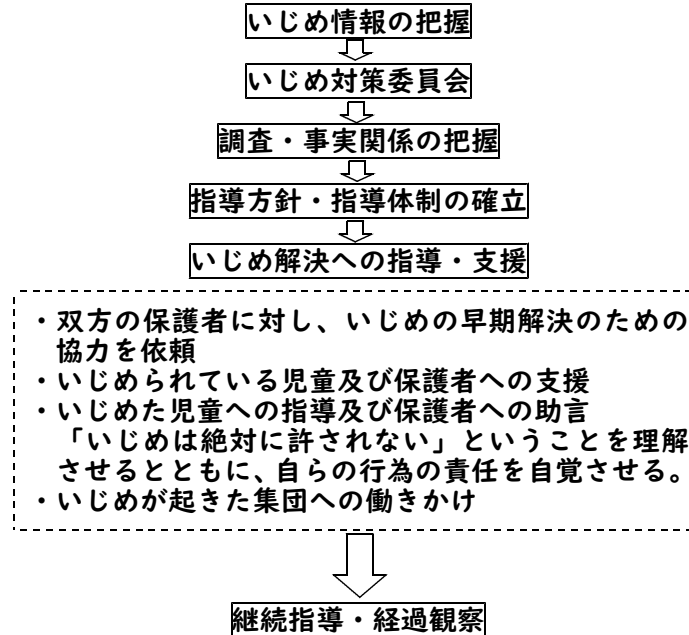 いじめ情報の把握
いじめ対策委員会
調査・事実関係の把握
指導方針・指導体制の確立
いじめ解決への指導・支援
・双方の保護者に対し、いじめの早期解決のための
協力を依頼
・いじめられている児童及び保護者への支援
・いじめた児童への指導及び保護者への助言
「いじめは絶対に許されない」ということを理解
させるとともに、自らの行為の責任を自覚させる。
・いじめが起きた集団への働きかけ
継続指導・経過観察